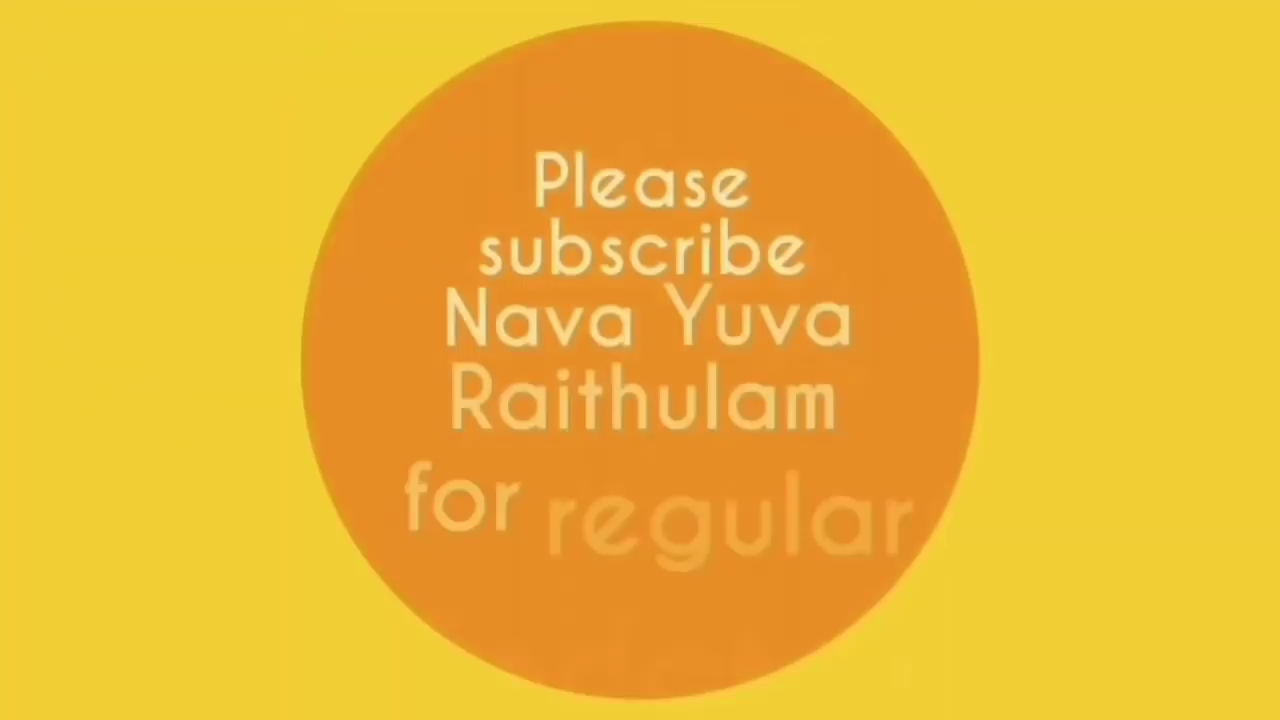 Please
subscribe
Nava Yuva
Raithulam
for regular